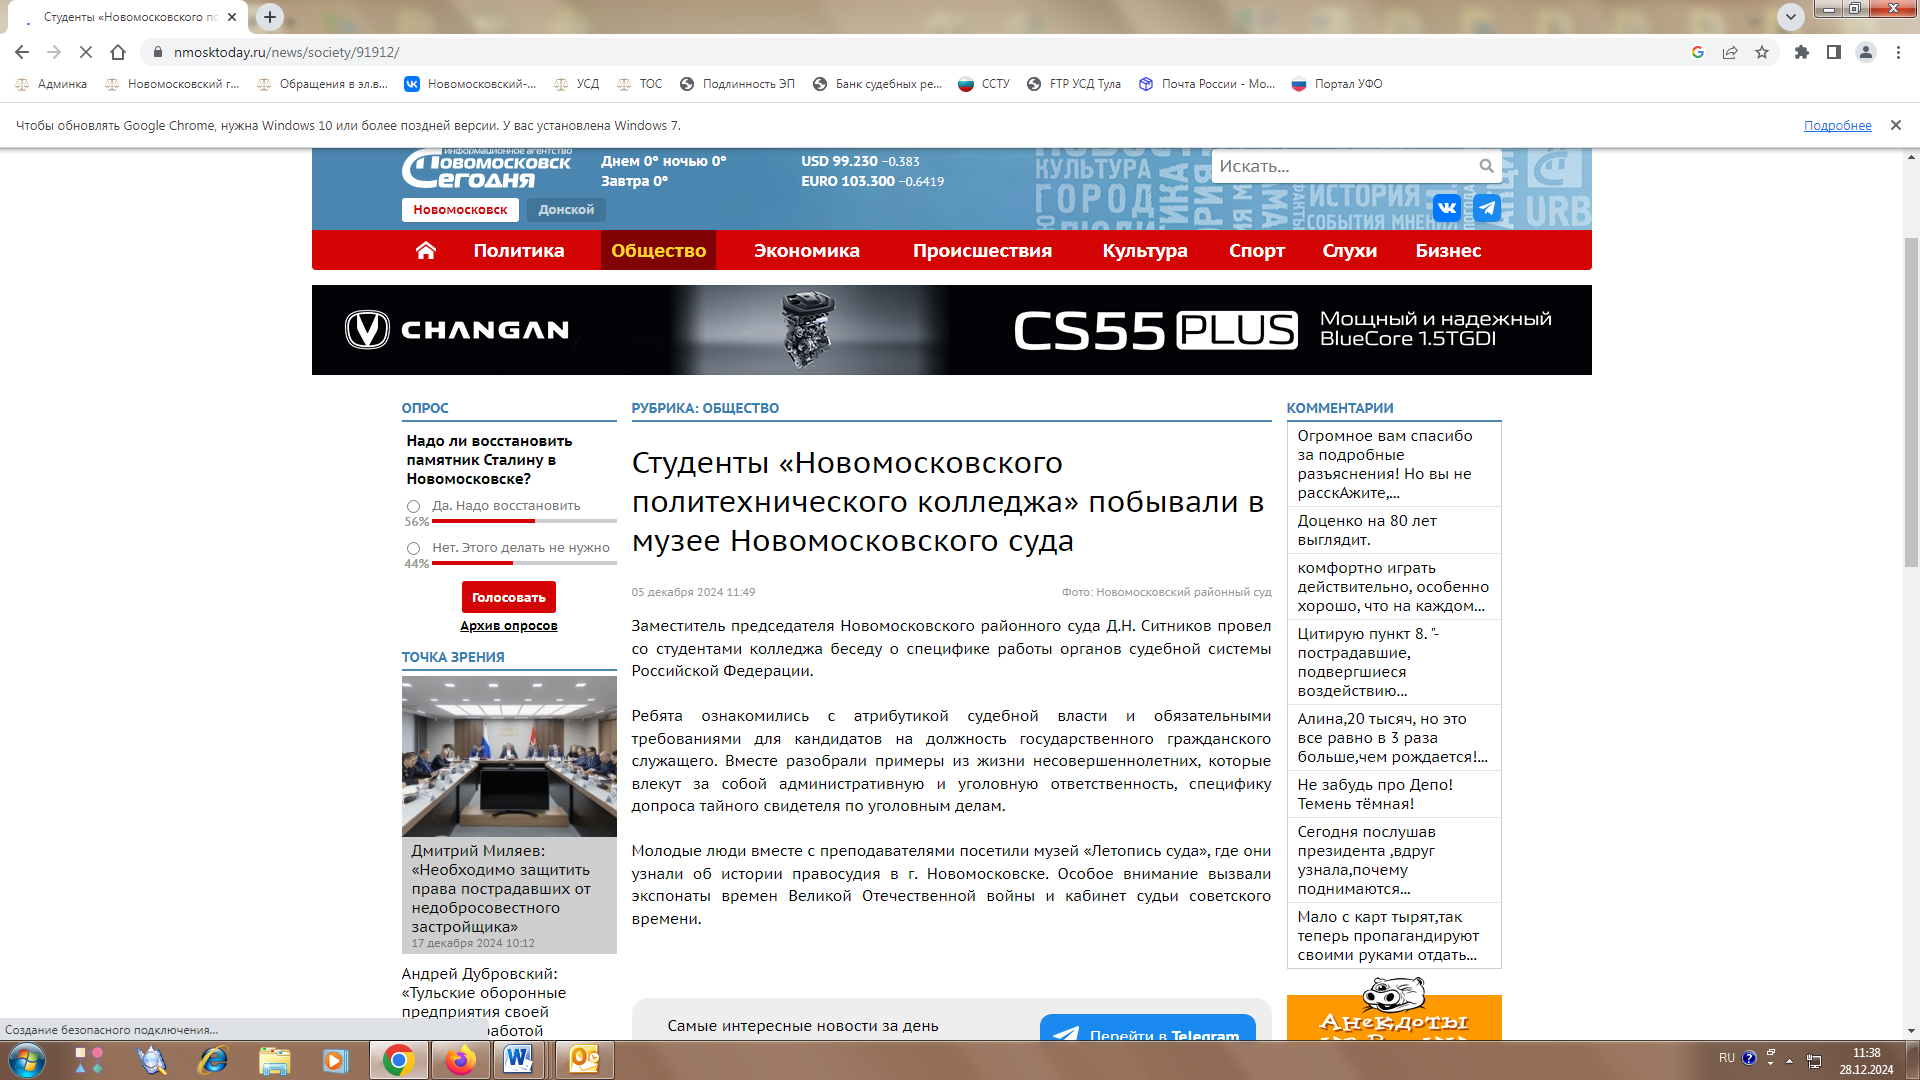 Студенты «Новомосковского по
nmosktoday.ru/news/society/91912/
Админка
Новомосковский г...
Обращения в эл.в...
Новомосковский-...
УСД
ТОС
Подлинность ЭП
Банк судебных ре...
ССТУ
FTP УСД Тула
Почта России - Мо...
Портал УФО
Чтобы обновлять Google Chrome, нужна Windows 10 или более поздней версии. У вас установлена Windows 7.
Подробнее
информационное агентство
Новомосковск
Сегодня
Днем 0° ночью 0°
Завтра 0°
USD 99.230 −0.383
EURO 103.300 −0.6419
Искать...
КУЛЬТУРА
ГОРОД
ИСТОРИЯ
СОБЫТИЯ МНЕНИ
URB
Новомосковск
Донской
Политика
Общество
Экономика
Происшествия
Культура
Спорт
Слухи
Бизнес
CHANGAN
CS55 PLUS
Мощный и надежный
BlueCore 1.5TGDI
ОПРОС
Надо ли восстановить
памятник Сталину в
Новомосковске?
Да. Надо восстановить
56%
Нет. Этого делать не нужно
44%
Голосовать
Архив опросов
ТОЧКА ЗРЕНИЯ
Дмитрий Миляев:
«Необходимо защитить
права пострадавших от
недобросовестного
застройщика»
17 декабря 2024 10:12
Андрей Дубровский:
«Тульские оборонные
предприятия своей
работой
РУБРИКА: ОБЩЕСТВО
Студенты «Новомосковского
политехнического колледжа» побывали в
музее Новомосковского суда
05 декабря 2024 11:49
Фото: Новомосковский районный суд
Заместитель председателя Новомосковского районного суда Д.Н. Ситников провел
со студентами колледжа беседу о специфике работы органов судебной системы
Российской Федерации.
Ребята ознакомились с атрибутикой судебной власти и обязательными
требованиями для кандидатов на должность государственного гражданского
служащего. Вместе разобрали примеры из жизни несовершеннолетних, которые
влекут за собой административную и уголовную ответственность, специфику
допроса тайного свидетеля по уголовным делам.
Молодые люди вместе с преподавателями посетили музей «Летопись суда», где они
узнали об истории правосудия в г. Новомосковске. Особое внимание вызвали
экспонаты времен Великой Отечественной войны и кабинет судьи советского
времени.
Самые интересные новости за день
Перейти в Telegram
КОММЕНТАРИИ
Огромное вам спасибо
за подробные
разъяснения! Но вы не
расскАжите,...
Доценко на 80 лет
выглядит.
комфортно играть
действительно, особенно
хорошо, что на каждом...
Цитирую пункт 8. "-
пострадавшие,
подвергшиеся
воздействию...
Алина,20 тысяч, но это
все равно в 3 раза
больше,чем рождается!...
Не забудь про Депо!
Темень тёмная!
Сегодня послушав
президента ,вдруг
узнала,почему
поднимаются...
Мало с карт тырят,так
теперь пропагандируют
своими руками отдать...
Анекдоты
Создание безопасного подключения...
RU
11:38
28.12.2024